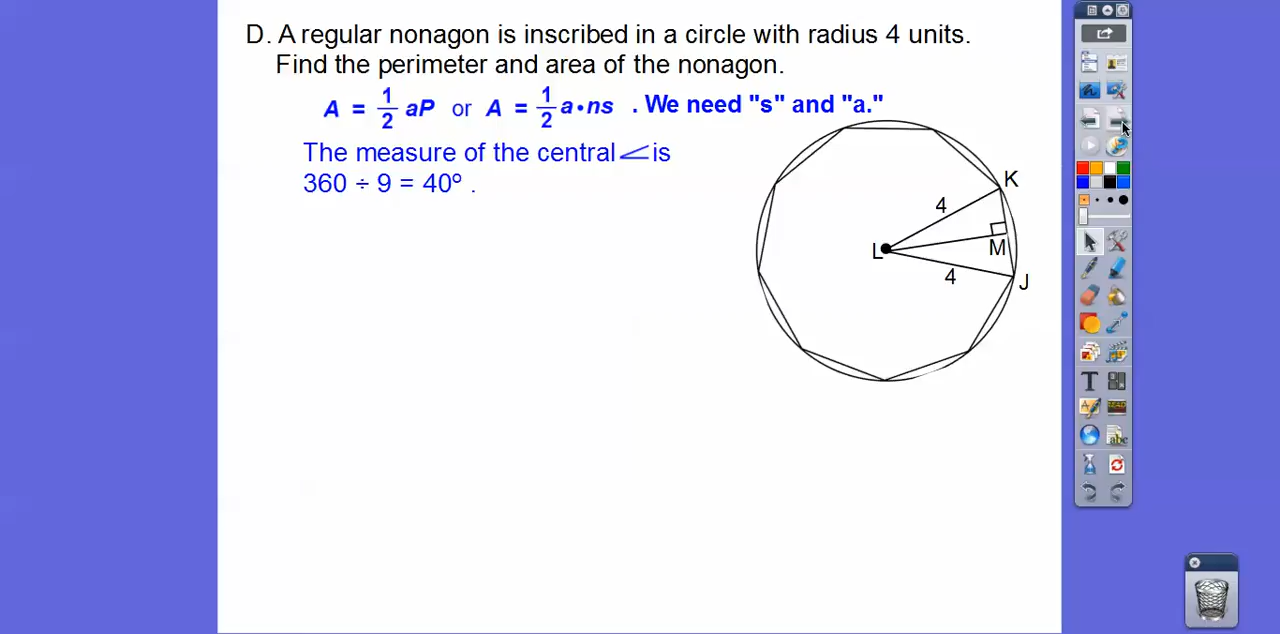 D. A regular nonagon is inscribed in a circle with radius 4 units.
Find the perimeter and area of the nonagon.
A = 1/2 aP or A = 1/2 a•ns . We need "s" and "a."
The measure of the central ∠ is
360 ÷ 9 = 40º .
K
4
L
M
4
J
T
abc